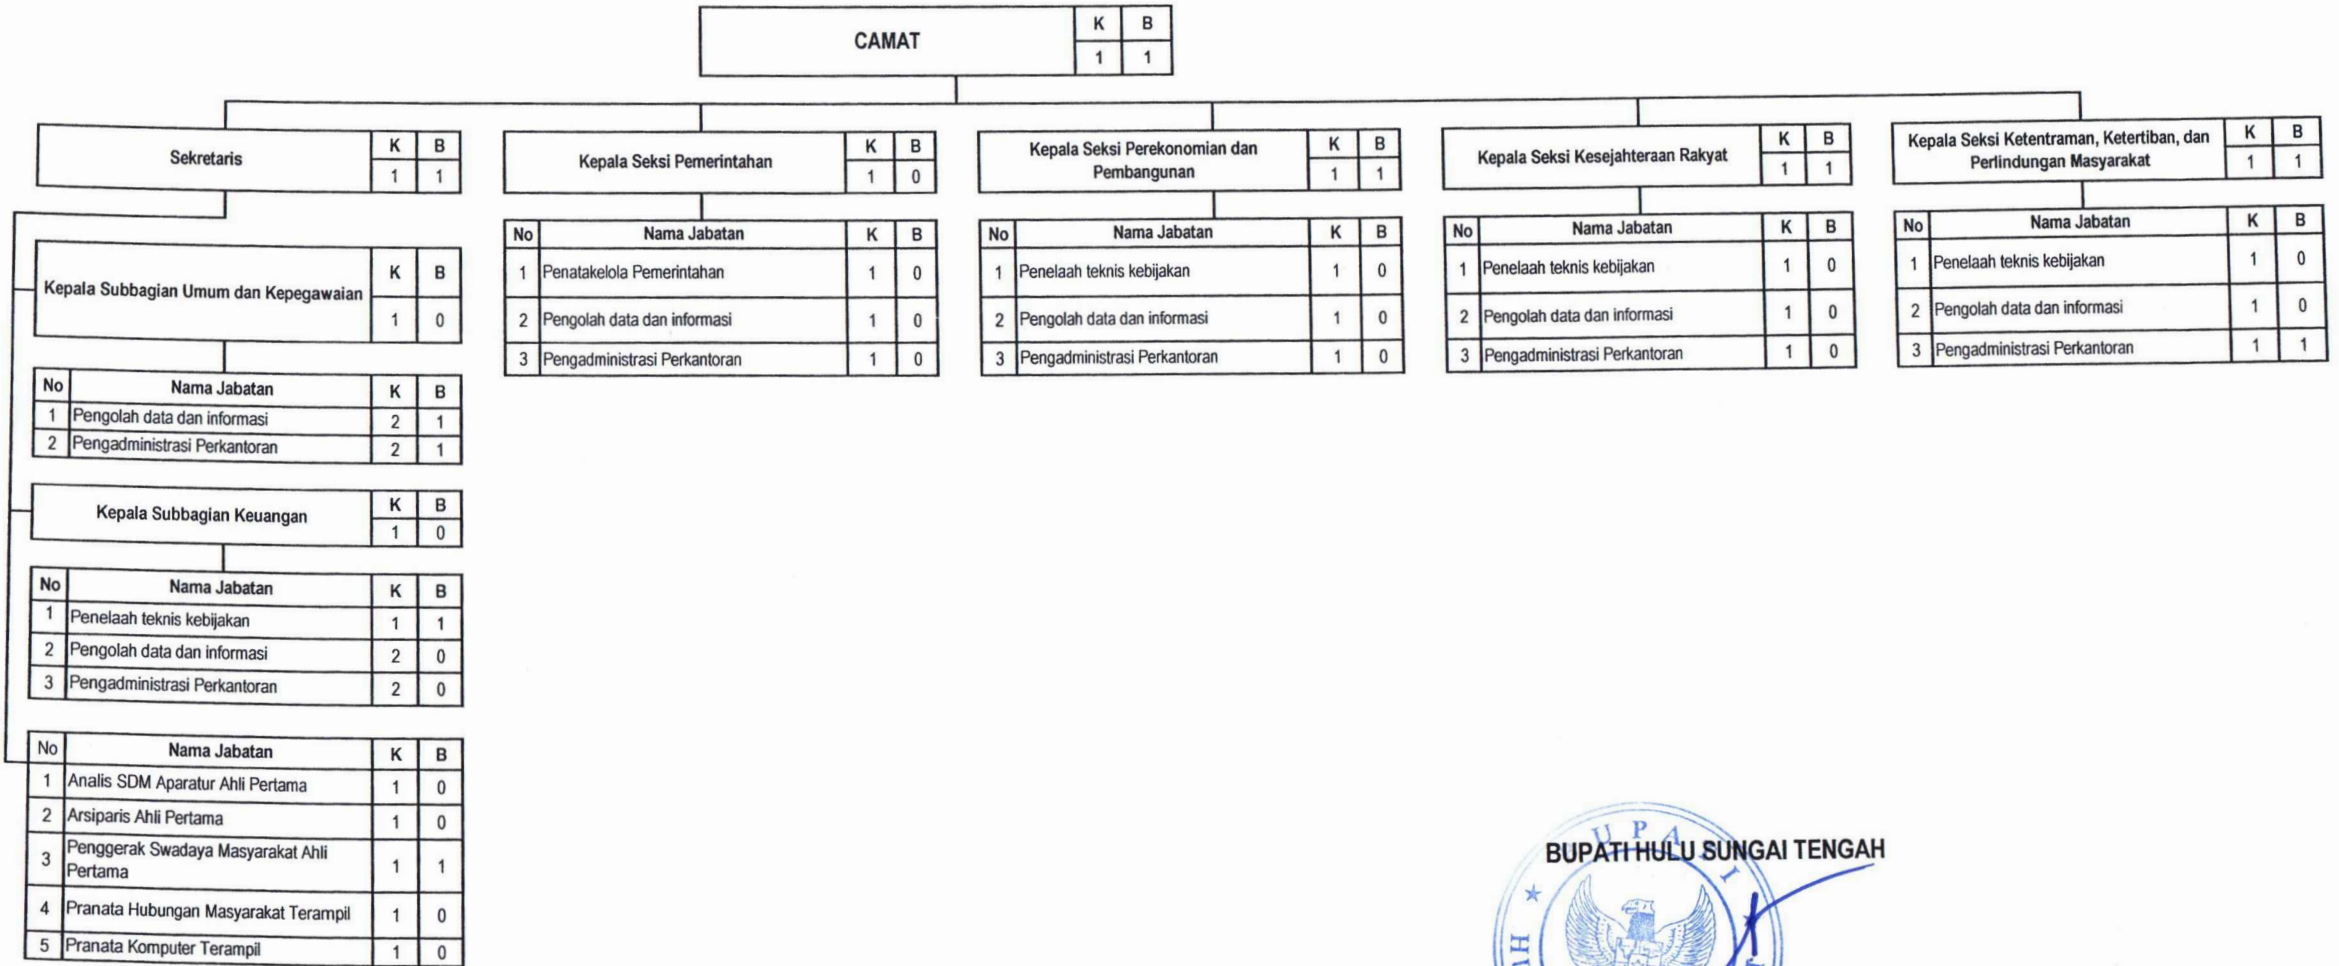 CAMAT K B
1 1
Sekretaris K B
1 1
Kepala Subbagian Umum dan Kepegawaian K B
1 0
No Nama Jabatan K B
1 Pengolah data dan informasi 2 1
2 Pengadministrasi Perkantoran 2 1
Kepala Subbagian Keuangan K B
1 0
No Nama Jabatan K B
1 Penelaah teknis kebijakan 1 1
2 Pengolah data dan informasi 2 0
3 Pengadministrasi Perkantoran 2 0
No Nama Jabatan K B
1 Analis SDM Aparatur Ahli Pertama 1 0
2 Arsiparis Ahli Pertama 1 0
3 Penggerak Swadaya Masyarakat Ahli
Pertama 1 1
4 Pranata Hubungan Masyarakat Terampil 1 0
5 Pranata Komputer Terampil 1 0
Kepala Seksi Pemerintahan K B
1 0
No Nama Jabatan K B
1 Penatakelola Pemerintahan 1 0
2 Pengolah data dan informasi 1 0
3 Pengadministrasi Perkantoran 1 0
Kepala Seksi Perekonomian dan
Pembangunan K B
1 1
No Nama Jabatan K B
1 Penelaah teknis kebijakan 1 0
2 Pengolah data dan informasi 1 0
3 Pengadministrasi Perkantoran 1 0
Kepala Seksi Kesejahteraan Rakyat K B
1 1
No Nama Jabatan K B
1 Penelaah teknis kebijakan 1 0
2 Pengolah data dan informasi 1 0
3 Pengadministrasi Perkantoran 1 0
Kepala Seksi Ketentraman, Ketertiban, dan
Perlindungan Masyarakat K B
1 1
No Nama Jabatan K B
1 Penelaah teknis kebijakan 1 0
2 Pengolah data dan informasi 1 0
3 Pengadministrasi Perkantoran 1 1
BUPATI HULU SUNGAI TENGAH